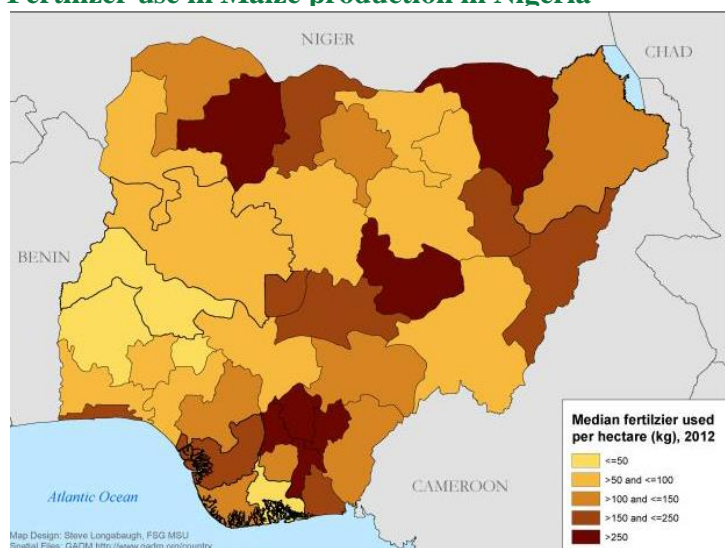 Fertilizer use in Maize production in Nigeria
NIGER
CHAD
BENIN
Median fertilzier used
per hectare (kg), 2012
<=50
>50 and <=100
>100 and <=150
>150 and <=250
>250
CAMEROON
Atlantic Ocean
Map Design: Steve Longabaugh, FSG MSU
Spatial Files: GADM http://www.gadm.org/country